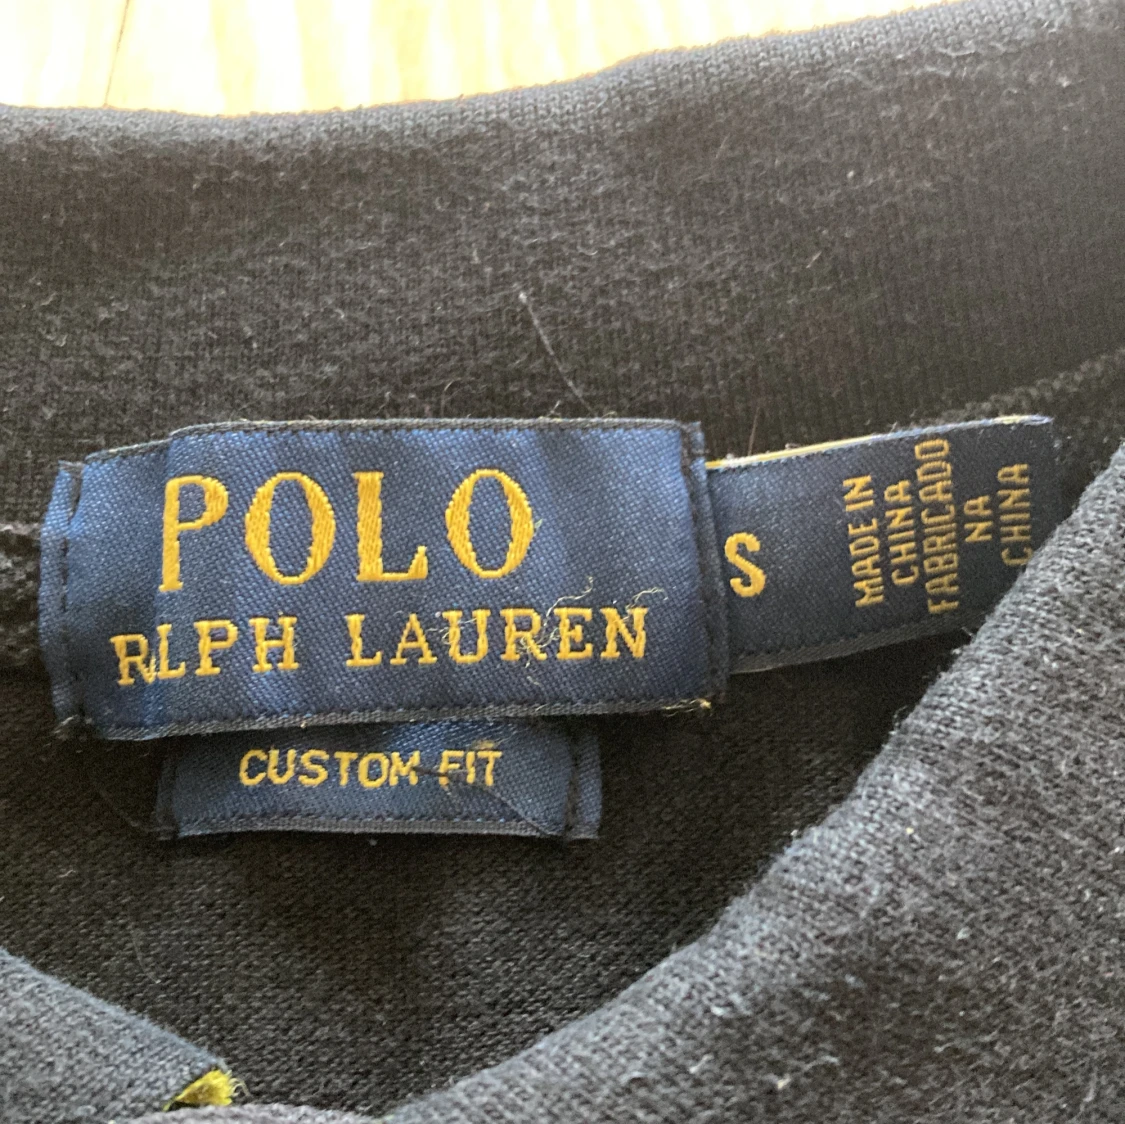 POLO
RLPH LAUREN
CUSTOM FIT
S
MADE IN
CHINA
FABRICADO
NA
CHINA